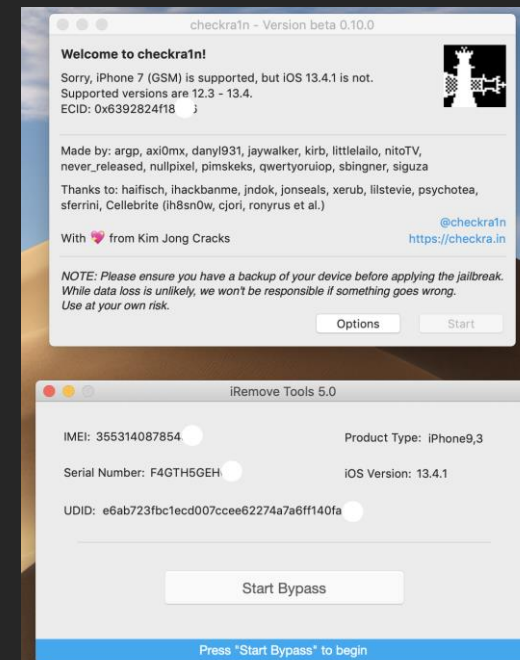 checkra1n - Version beta 0.10.0
Welcome to checkra1n!
Sorry, iPhone 7 (GSM) is supported, but iOS 13.4.1 is not.
Supported versions are 12.3 - 13.4.
ECID: 0x6392824f18
Made by: argp, axi0mx, danyl931, jaywalker, kirb, littlelailo, nitoTV,
never_released, nullpixel, pimskeks, qwertyoruiop, sbingner, siguza
Thanks to: haifisch, ihackbanme, jndok, jonseals, xerub, lilstevie, psychotea,
sferrini, Cellebrite (ih8sn0w, cjori, ronyrus et al.)
@checkra1n
With 💖 from Kim Jong Cracks
https://checkra.in
NOTE: Please ensure you have a backup of your device before applying the jailbreak.
While data loss is unlikely, we won't be responsible if something goes wrong.
Use at your own risk.
Options
Start
iRemove Tools 5.0
IMEI: 355314087854
Product Type: iPhone9,3
Serial Number: F4GTH5GEH
iOS Version: 13.4.1
UDID: e6ab723fbc1ecd007ccee62274a7a6ff140fa
Start Bypass
Press "Start Bypass" to begin